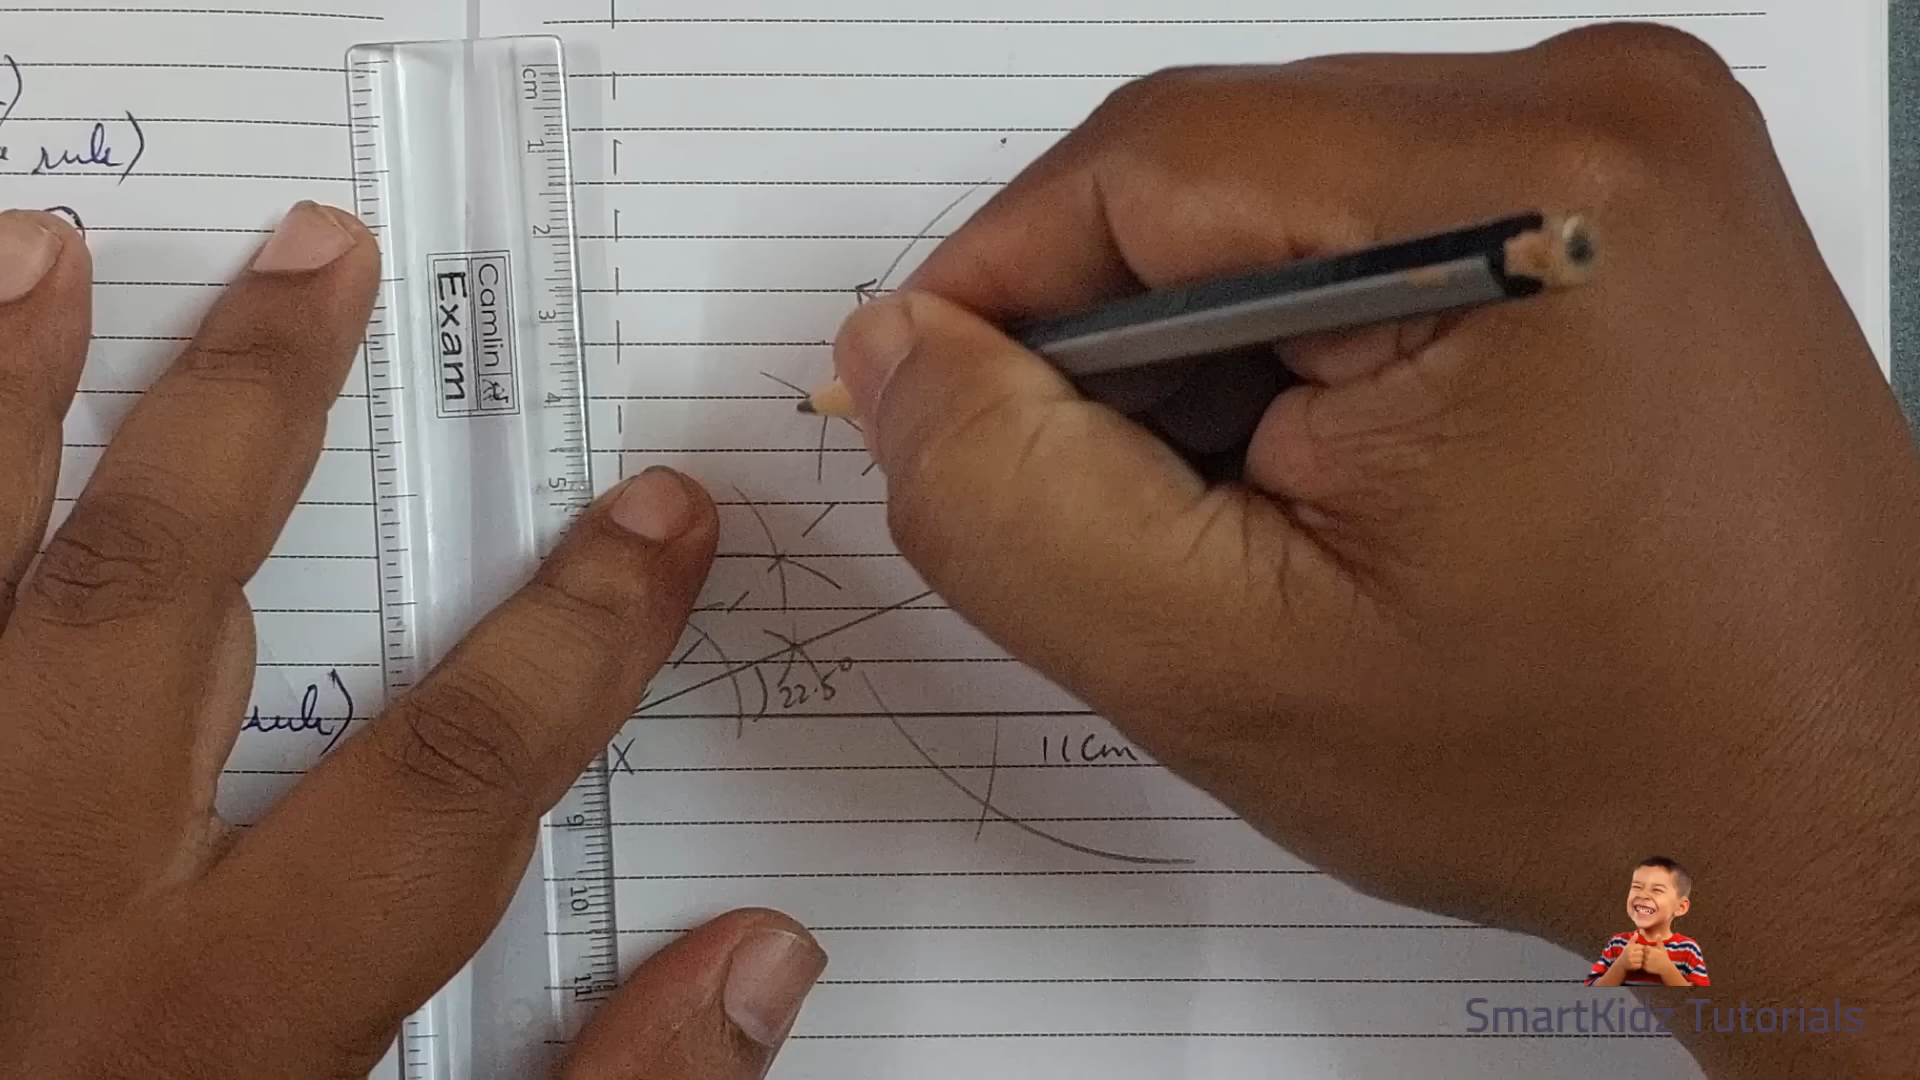 rule)
cm 1 2 3 4 5 9 10 11
Camlin
Exam
22.5°
rule)
X
11cm
SmartKidz Tutorials